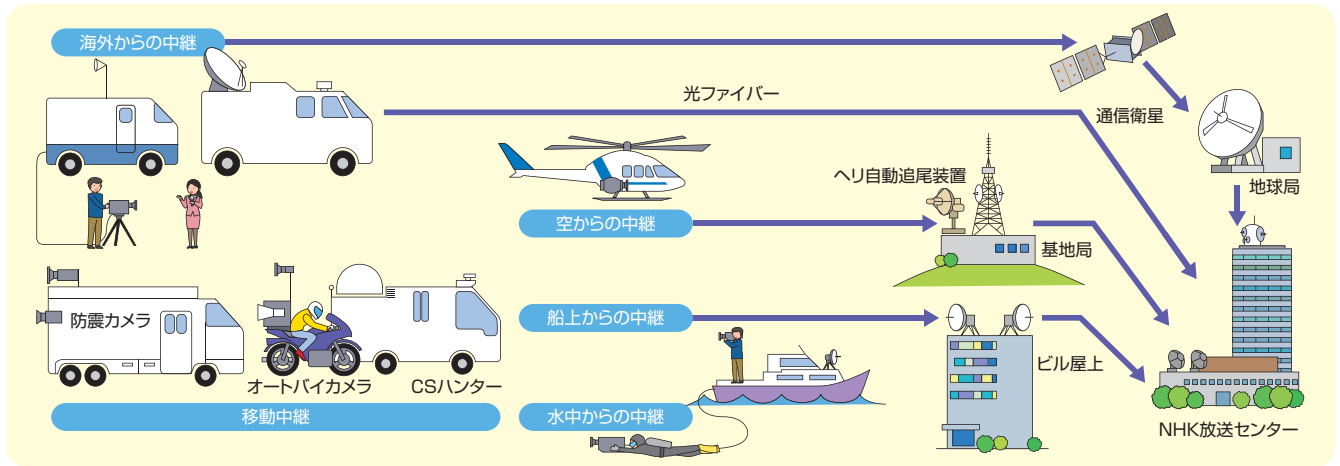 海外からの中継
光ファイバー
通信衛星
地球局
ヘリ自動追尾装置
空からの中継
基地局
防震カメラ
船上からの中継
ビル屋上
オートバイカメラ
CSハンター
移動中継
水中からの中継
NHK放送センター